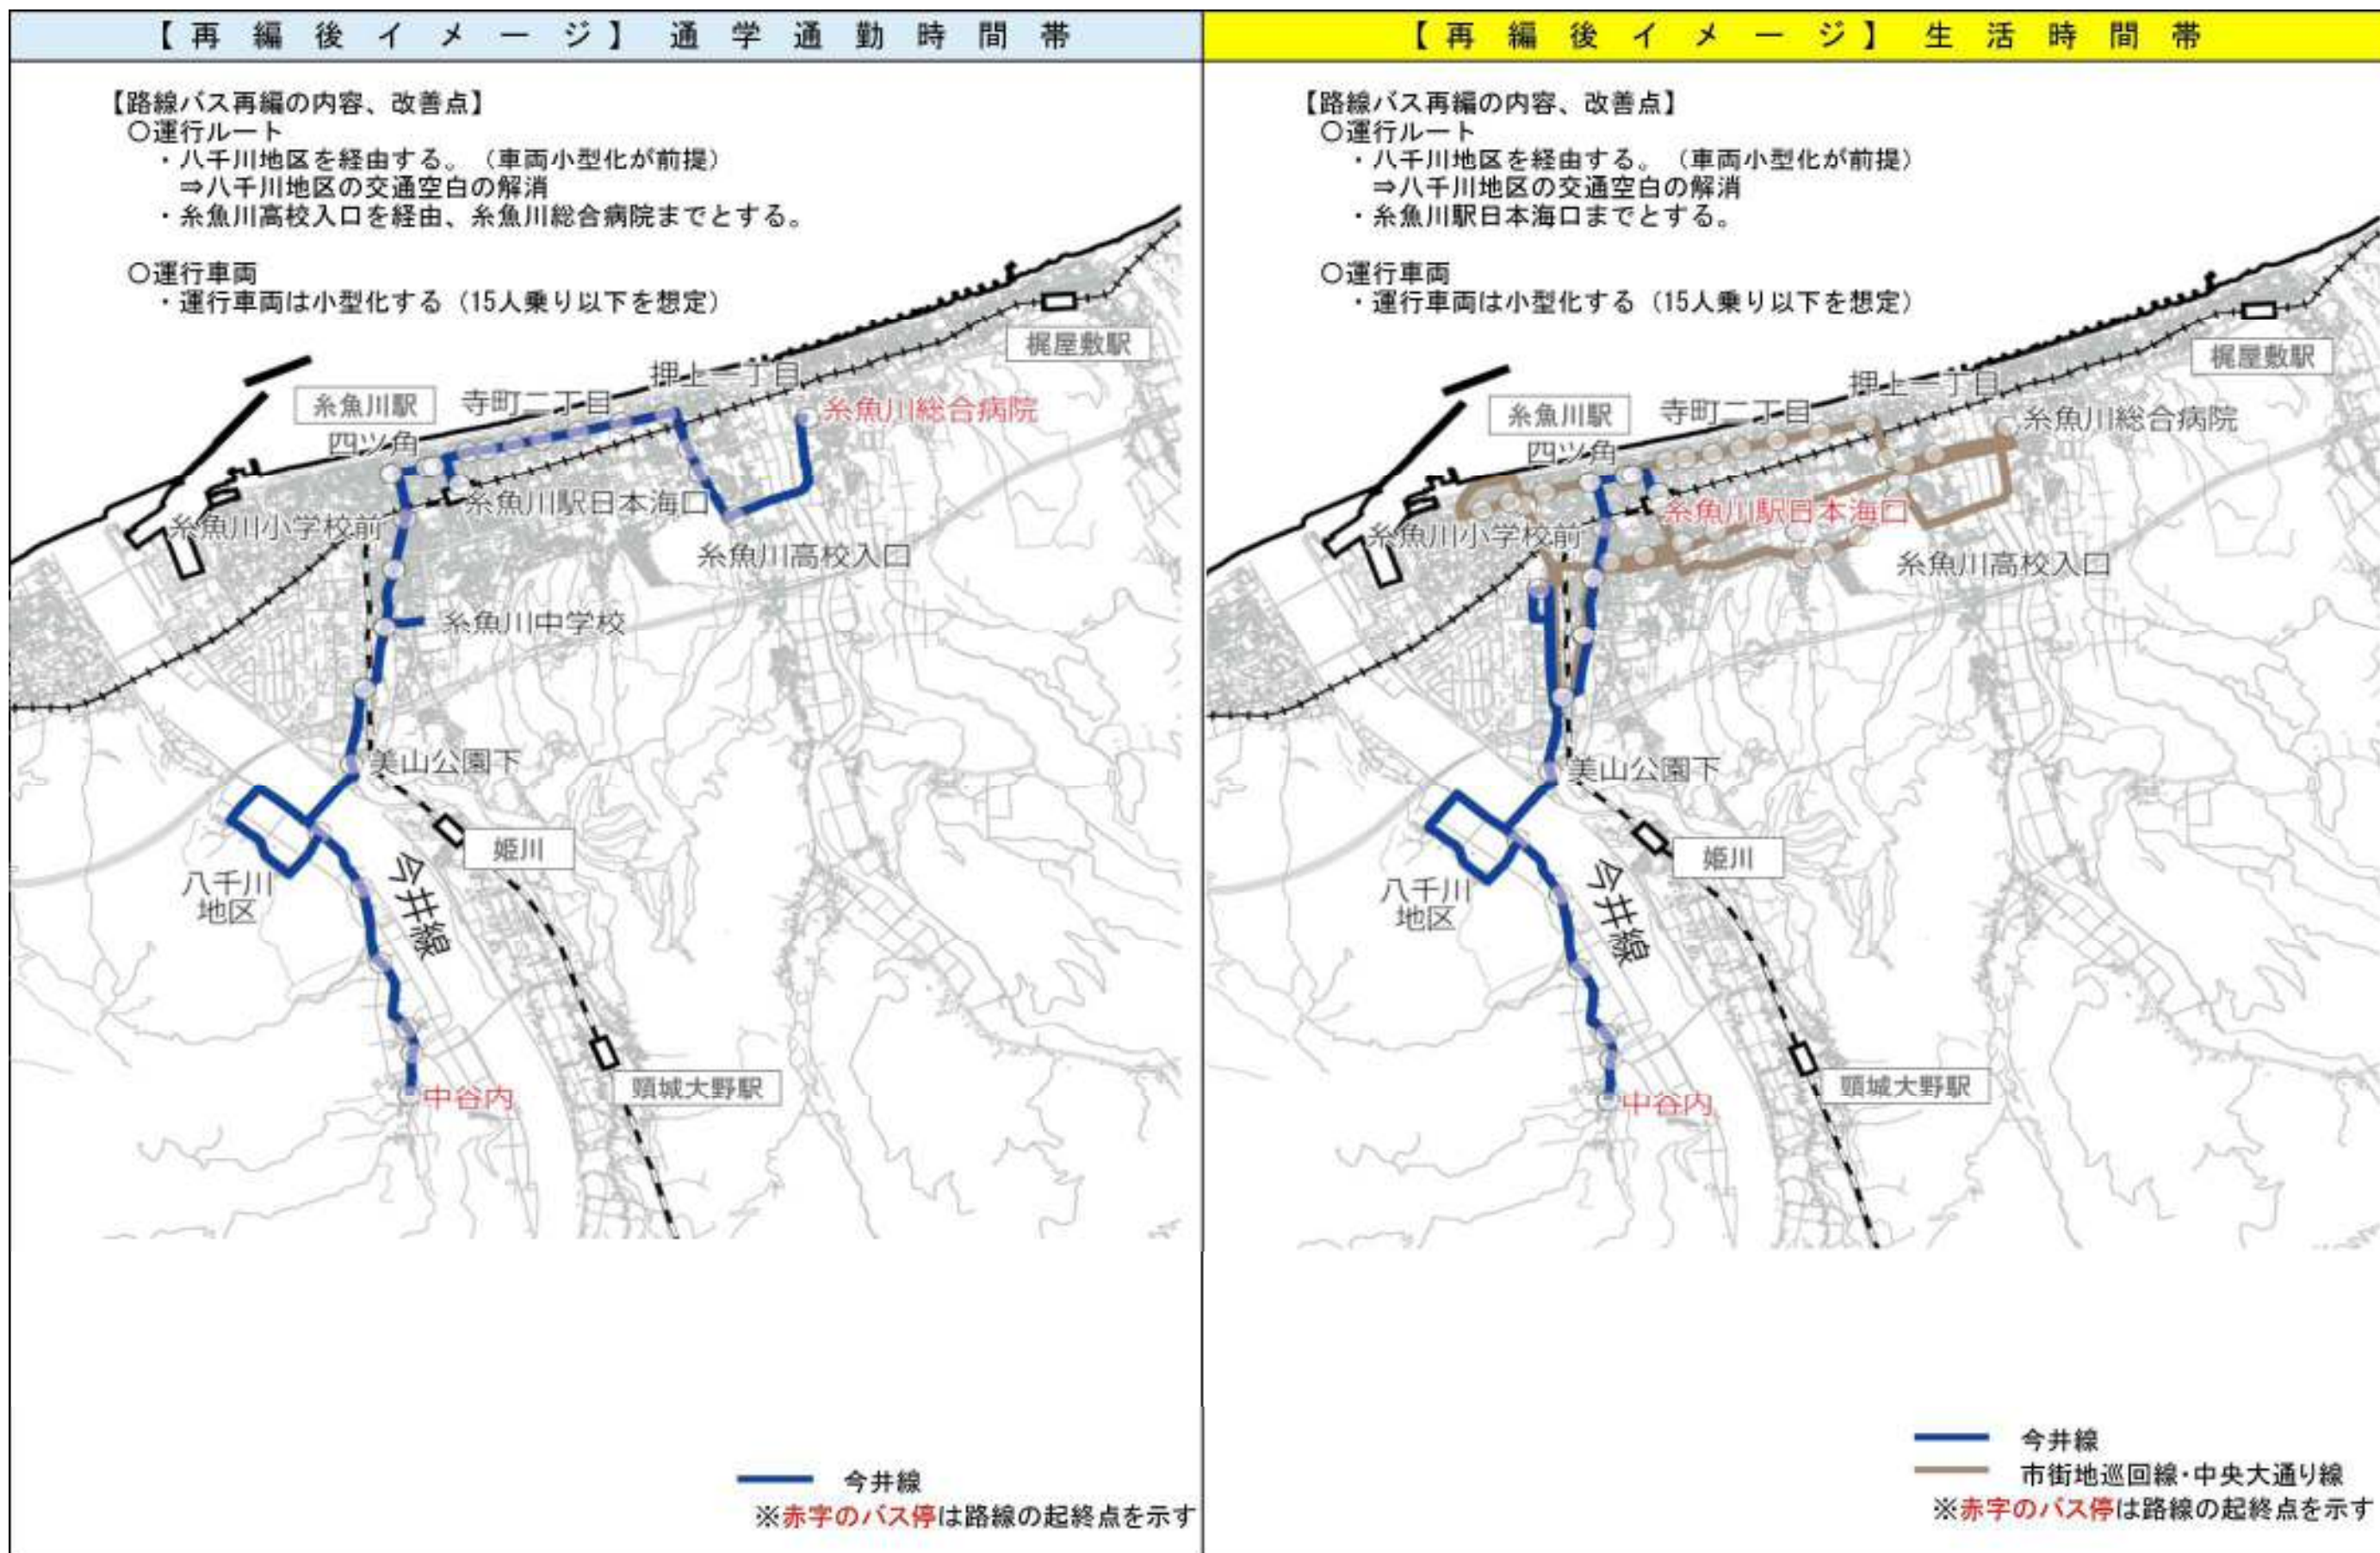 【再編後イメージ】通学通勤時間帯
【路線バス再編の内容、改善点】
○運行ルート
・八千川地区を経由する。（車両小型化が前提）
⇒八千川地区の交通空白の解消
・糸魚川高校入口を経由、糸魚川総合病院までとする。
○運行車両
・運行車両は小型化する（15人乗り以下を想定）
梶屋敷駅
押上一丁目
糸魚川駅
寺町二丁目
糸魚川総合病院
四ツ角
糸魚川駅日本海口
糸魚川小学校前
糸魚川高校入口
糸魚川中学校
美山公園下
姫川
八千川
地区
今井線
頸城大野駅
中谷内
今井線
※赤字のバス停は路線の起終点を示す
【再編後イメージ】生活時間帯
【路線バス再編の内容、改善点】
○運行ルート
・八千川地区を経由する。（車両小型化が前提）
⇒八千川地区の交通空白の解消
・糸魚川駅日本海口までとする。
○運行車両
・運行車両は小型化する（15人乗り以下を想定）
梶屋敷駅
押上一丁目
糸魚川駅
寺町二丁目
糸魚川総合病院
四ツ角
糸魚川駅日本海口
糸魚川小学校前
糸魚川高校入口
美山公園下
姫川
八千川
地区
今井線
頸城大野駅
中谷内
今井線
市街地巡回線・中央大通り線
※赤字のバス停は路線の起終点を示す